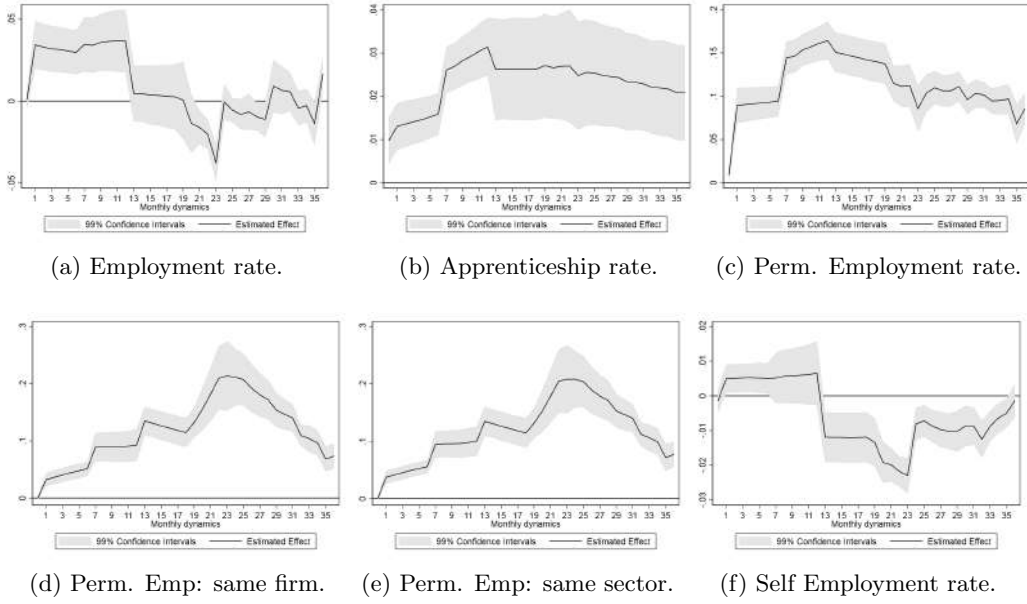 .05
0
-.05
1 3 5 7 9 11 13 15 17 19 21 23 25 27 29 31 33 35
Monthly dynamics
99% Confidence Intervals Estimated Effect
(a) Employment rate.
.04
.03
.02
.01
0
1 3 5 7 9 11 13 15 17 19 21 23 25 27 29 31 33 35
Monthly dynamics
99% Confidence Intervals Estimated Effect
(b) Apprenticeship rate.
.2
.15
.1
.05
0
1 3 5 7 9 11 13 15 17 19 21 23 25 27 29 31 33 35
Monthly dynamics
99% Confidence Intervals Estimated Effect
(c) Perm. Employment rate.
.3
.2
.1
0
1 3 5 7 9 11 13 15 17 19 21 23 25 27 29 31 33 35
Monthly dynamics
99% Confidence Intervals Estimated Effect
(d) Perm. Emp: same firm.
.3
.2
.1
0
1 3 5 7 9 11 13 15 17 19 21 23 25 27 29 31 33 35
Monthly dynamics
99% Confidence Intervals Estimated Effect
(e) Perm. Emp: same sector.
.02
.01
0
-.01
-.02
-.03
1 3 5 7 9 11 13 15 17 19 21 23 25 27 29 31 33 35
Monthly dynamics
99% Confidence Intervals Estimated Effect
(f) Self Employment rate.